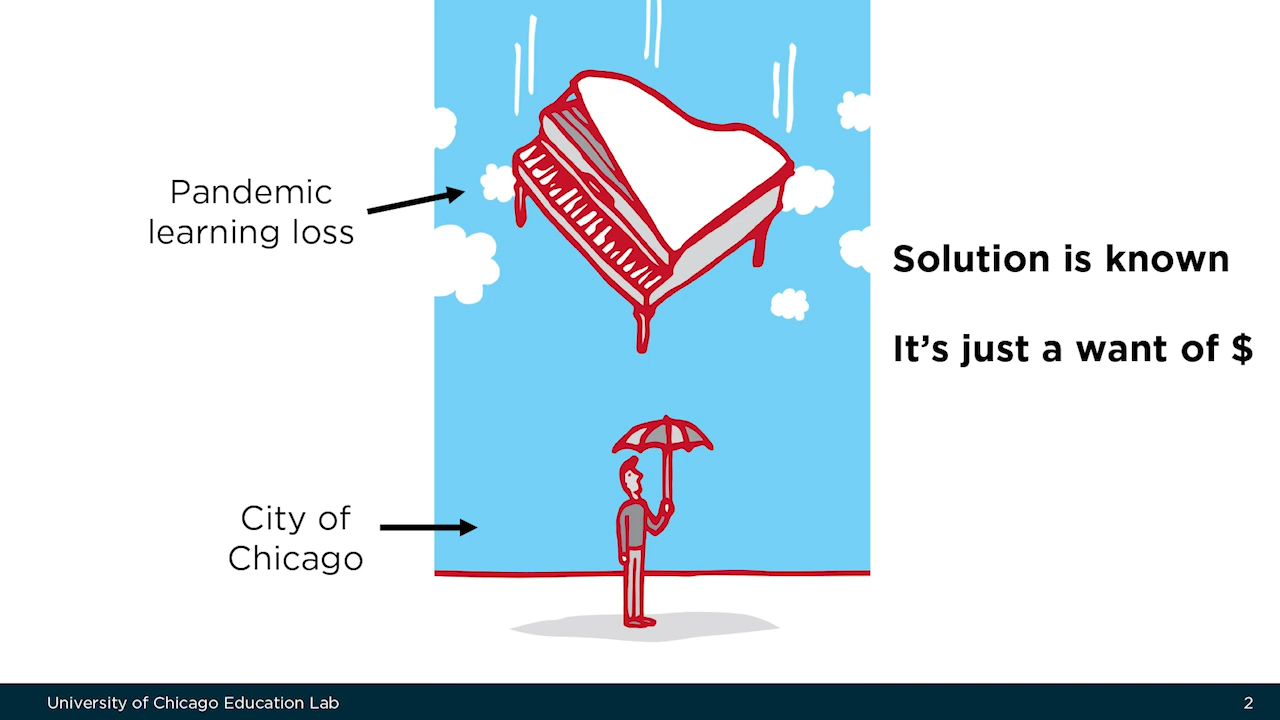 Pandemic
learning loss
Solution is known
It's just a want of $
City of
Chicago
University of Chicago Education Lab
2